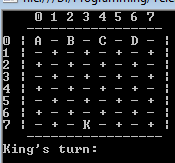 0 1 2 3 4 5 6 7
-----------------
0 | A - B - C - D - |
1 | - + - + - + - + |
2 | + - + - + - + - |
3 | - + - + - + - + |
4 | + - + - + - + - |
5 | - + - + - + - + |
6 | + - + - + - + - |
7 | - + - K - + - + |
-----------------
King's turn: